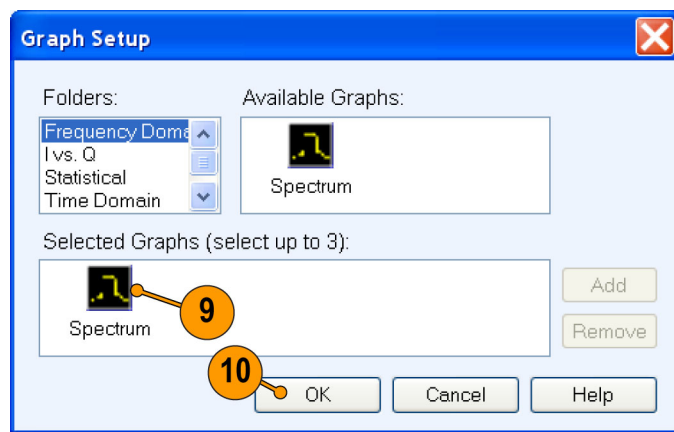 Graph Setup
Folders:
Available Graphs:
Frequency Doma
I vs. Q
Statistical
Time Domain
Spectrum
Selected Graphs (select up to 3):
Spectrum
9
Add
Remove
10
OK
Cancel
Help